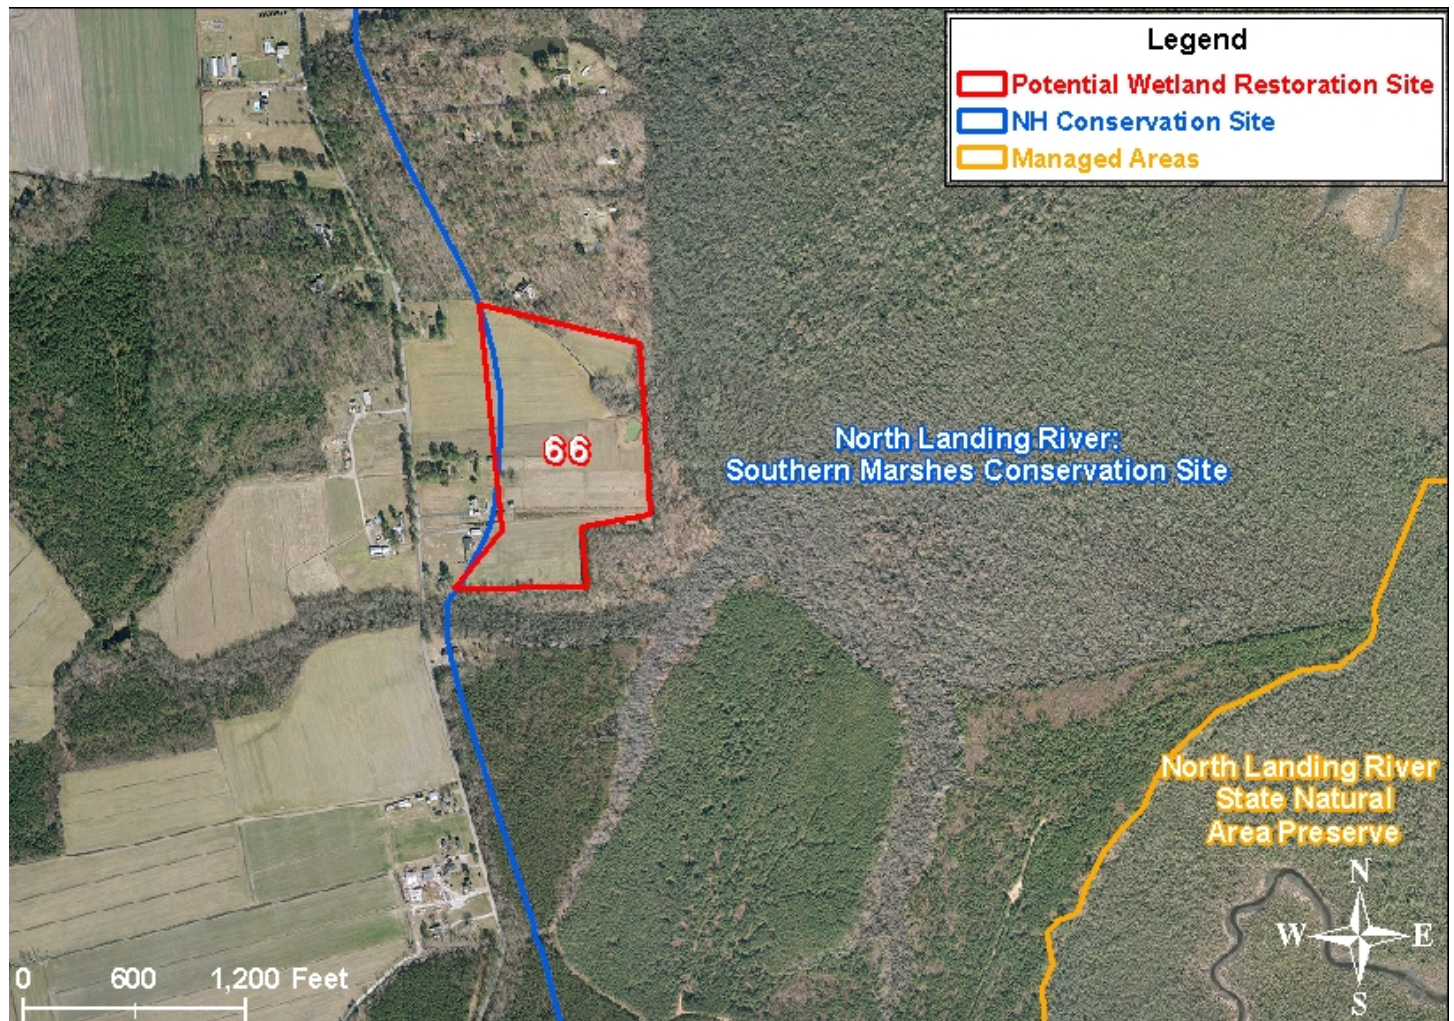 Legend
Potential Wetland Restoration Site
NH Conservation Site
Managed Areas
66
North Landing River:
Southern Marshes Conservation Site
North Landing River
State Natural
Area Preserve
N
W E
S
0 600 1,200 Feet